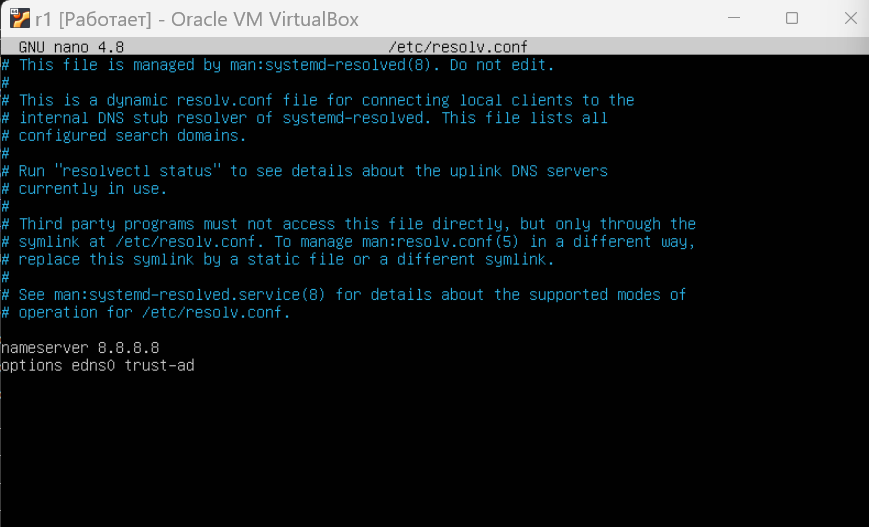 r1 [Работает] - Oracle VM VirtualBox
GNU nano 4.8 /etc/resolv.conf
# This file is managed by man:systemd-resolved(8). Do not edit.
#
# This is a dynamic resolv.conf file for connecting local clients to the
# internal DNS stub resolver of systemd-resolved. This file lists all
# configured search domains.
#
# Run "resolvectl status" to see details about the uplink DNS servers
# currently in use.
#
# Third party programs must not access this file directly, but only through the
# symlink at /etc/resolv.conf. To manage man:resolv.conf(5) in a different way,
# replace this symlink by a static file or a different symlink.
#
# See man:systemd-resolved.service(8) for details about the supported modes of
# operation for /etc/resolv.conf.
nameserver 8.8.8.8
options edns0 trust-ad